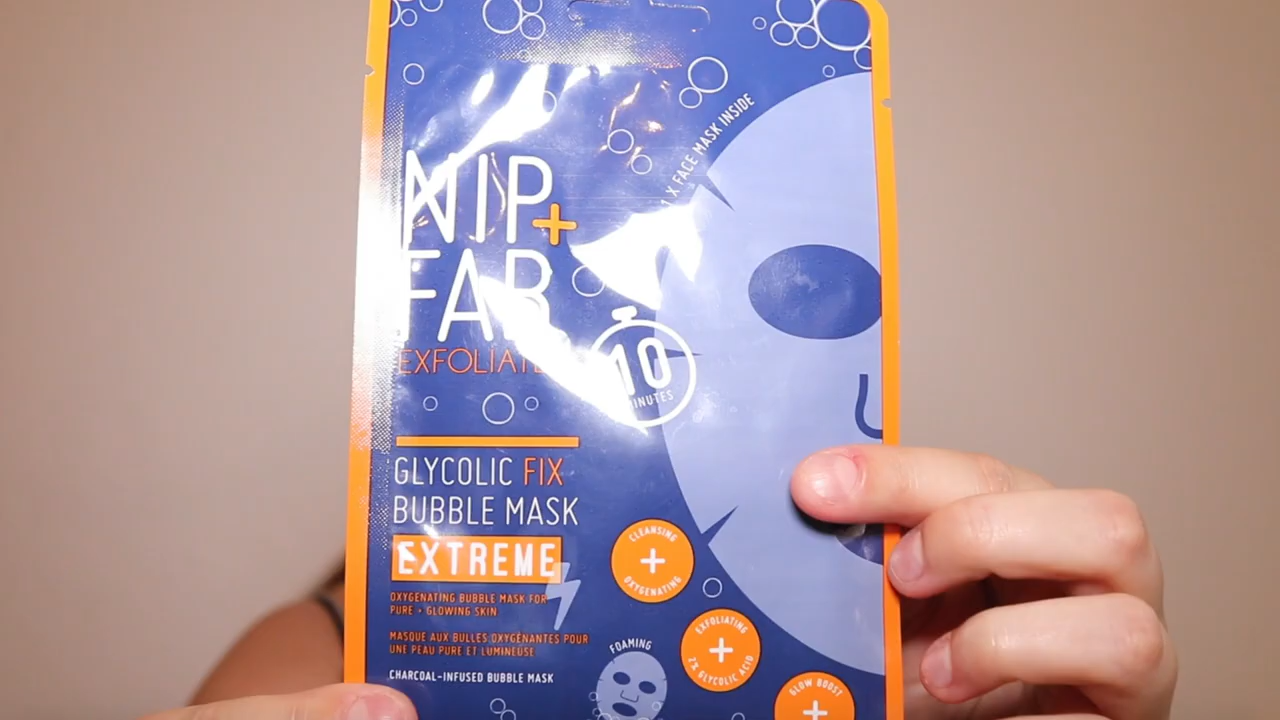 1 X FACE MASK INSIDE
NIP+
FAB
EXFOLIATE
10
MINUTES
GLYCOLIC FIX
BUBBLE MASK
EXTREME
OXYGENATING BUBBLE MASK FOR
PURE + GLOWING SKIN
MASQUE AUX BULLES OXYGÉNANTES POUR
UNE PEAU PURE ET LUMINEUSE
CHARCOAL-INFUSED BUBBLE MASK
CLEANSING
+
OXYGENATING
FOAMING
EXFOLIATING
+
2% GLYCOLIC ACID
GLOW BOOST
+